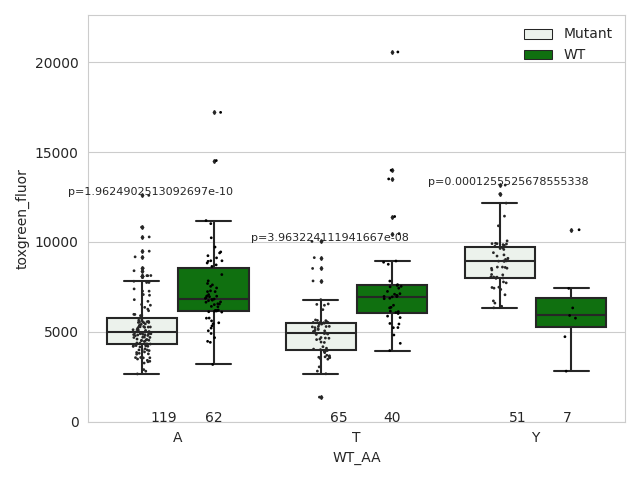 Mutant
WT
20000
15000
10000
5000
0
toxgreen_fluor
p=1.9624902513092697e-10
p=3.963224111941667e-08
p=0.0001255525678555338
119 62 65 40 51 7
A T Y
WT_AA